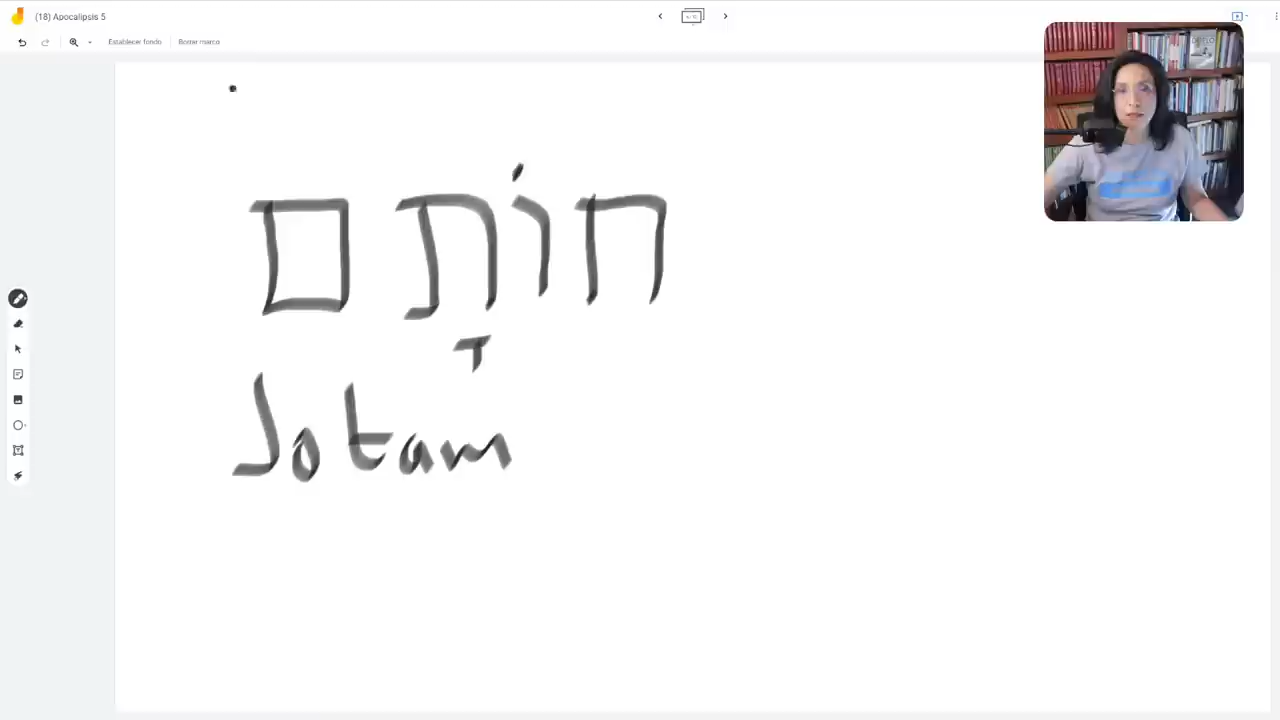 (18) Apocalipsis 5
Establecer fondo Borrar marco
חוֹתָם
Jotam